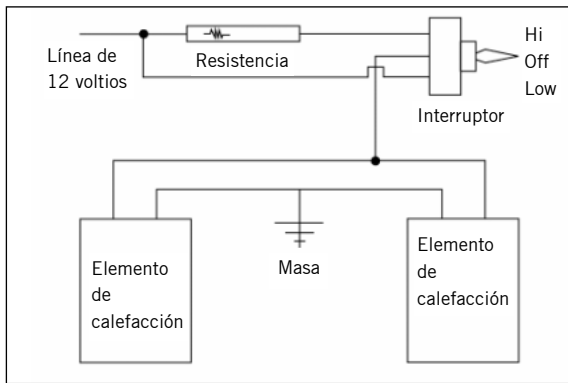 Línea de
12 voltios
Resistencia
Hi
Off
Low
Interruptor
Elemento
de
calefacción
Masa
Elemento
de
calefacción